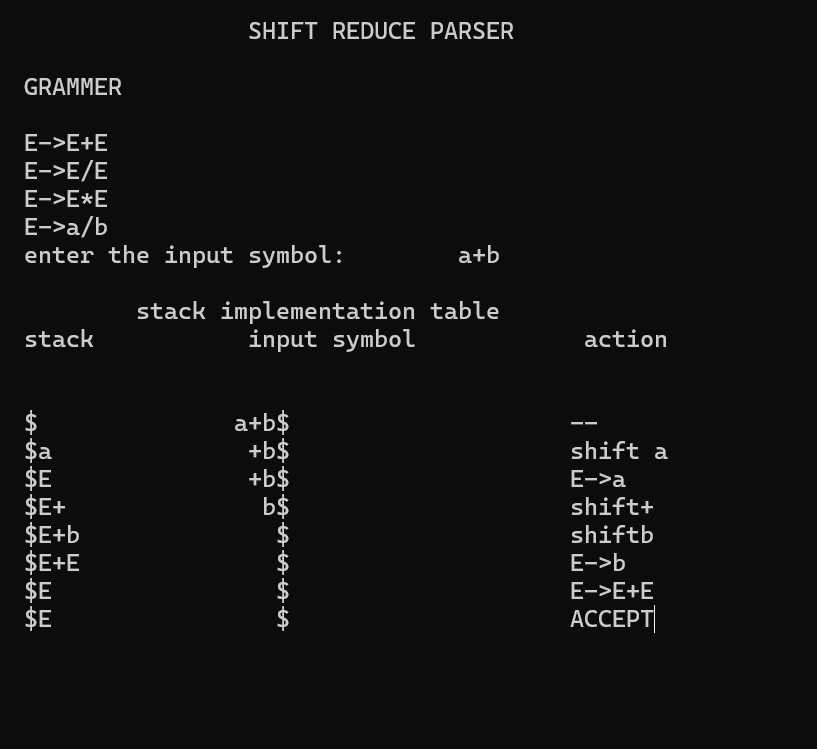 SHIFT REDUCE PARSER
GRAMMER
E->E+E
E->E/E
E->E*E
E->a/b
enter the input symbol: a+b
stack implementation table
stack input symbol action
$ a+b$ --
$a +b$ shift a
$E +b$ E->a
$E+ b$ shift+
$E+b $ shiftb
$E+E $ E->b
$E $ E->E+E
$E $ ACCEPT